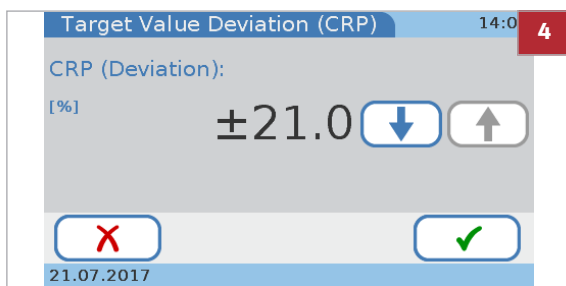 Target Value Deviation (CRP) 14:0
4
CRP (Deviation):
[%]
±21.0
21.07.2017